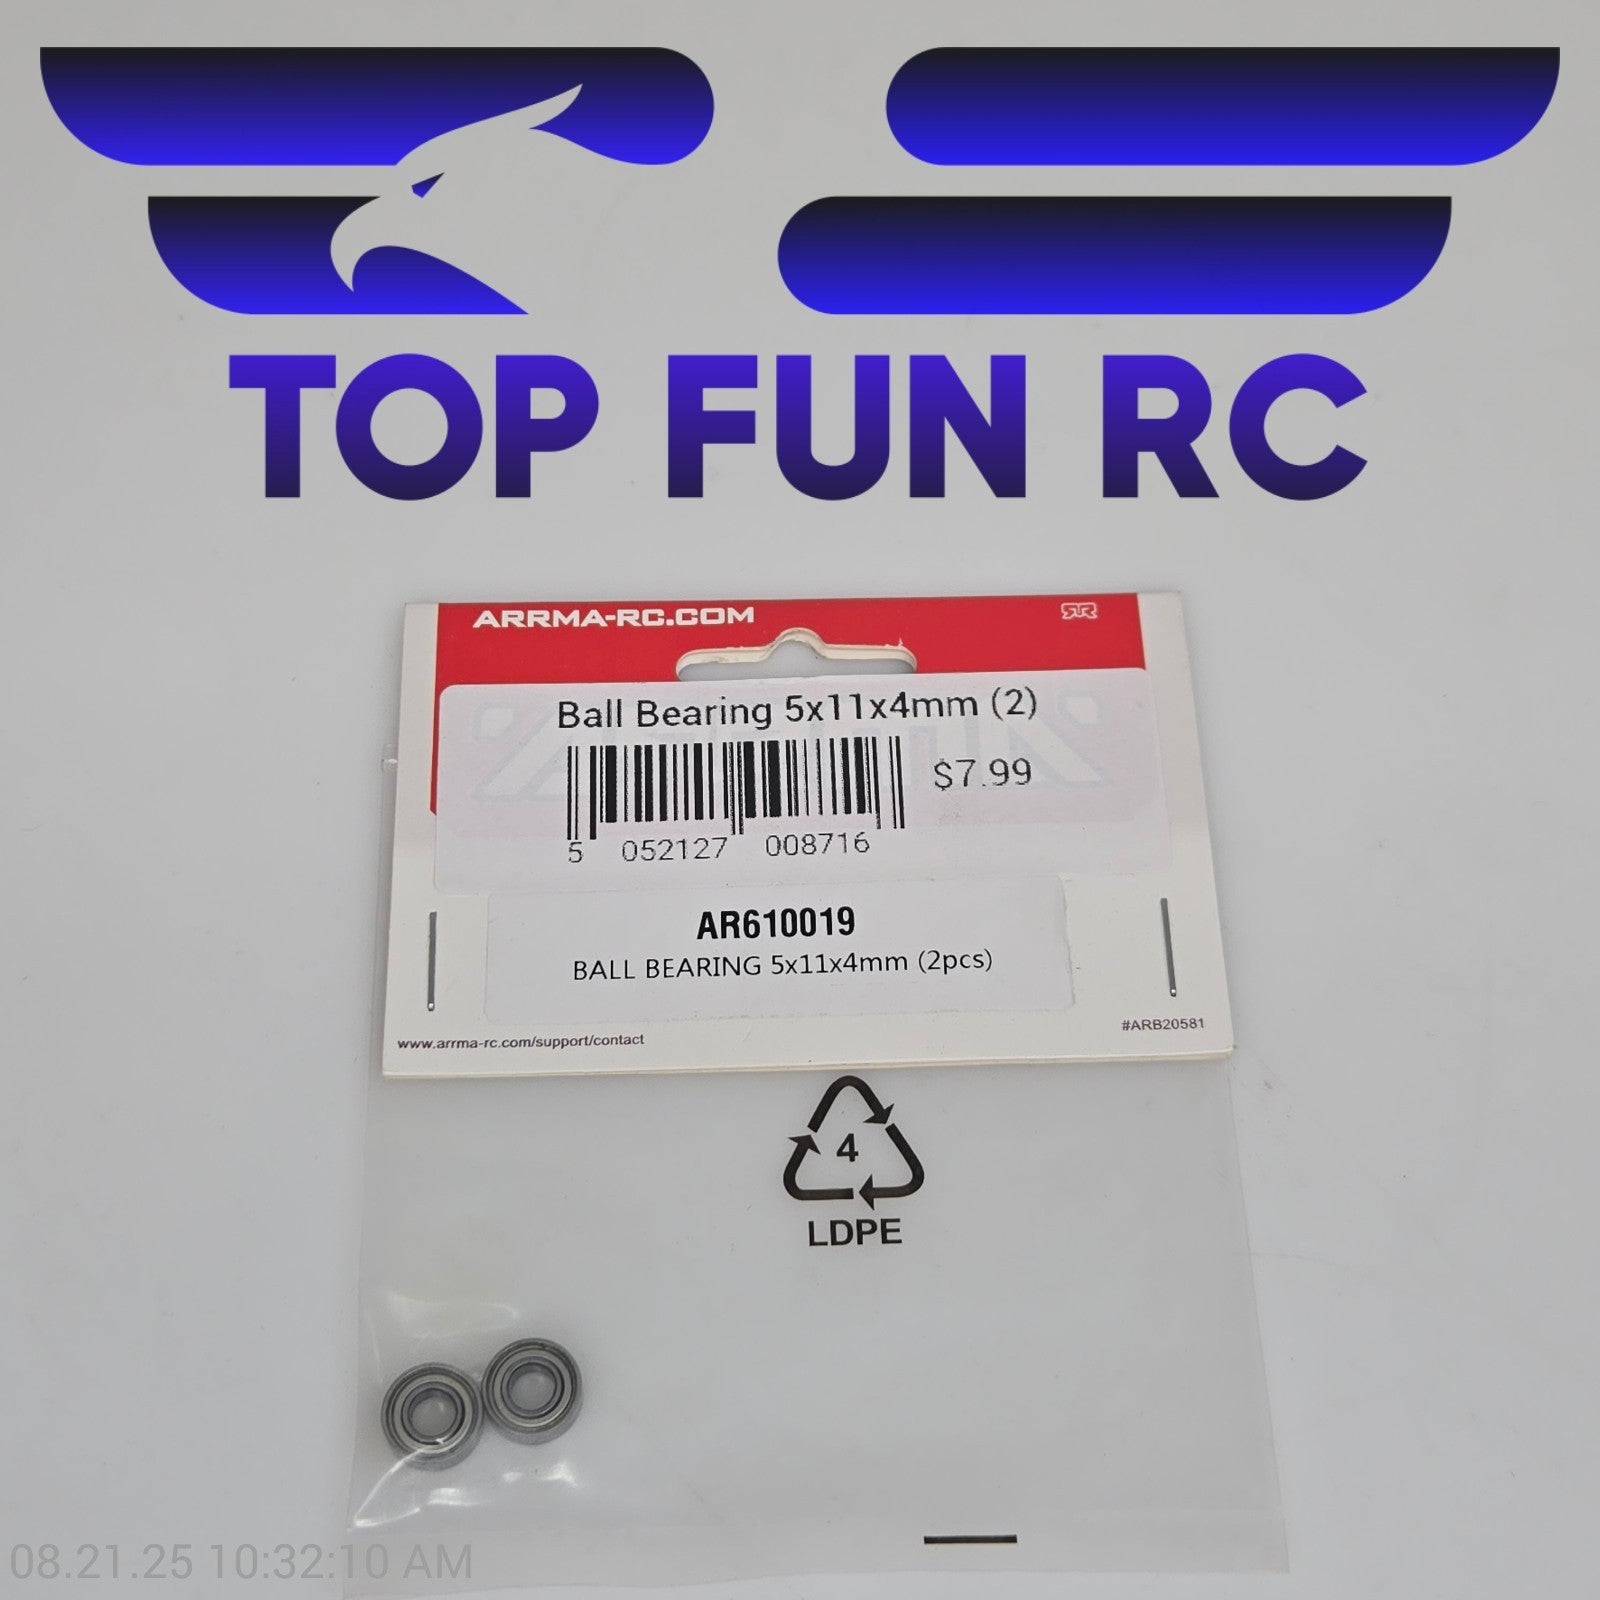 TOP FUN RC
ARRMA-RC.COM
Ball Bearing 5x11x4mm (2)
$7.99
5 052127 008716
AR610019
BALL BEARING 5x11x4mm (2pcs)
www.arrma-rc.com/support/contact
#ARB20581
4
LDPE
08.21.25 10:32:10 AM